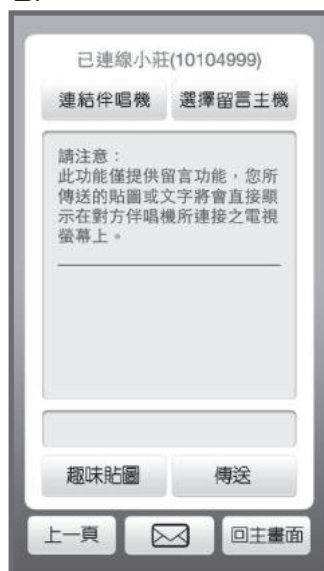 已連線小莊(10104999)
連結伴唱機 選擇留言主機
請注意：
此功能僅提供留言功能，您所
傳送的貼圖或文字將會直接顯
示在對方伴唱機所連接之電視
螢幕上。
趣味貼圖 傳送
上一頁 回主畫面